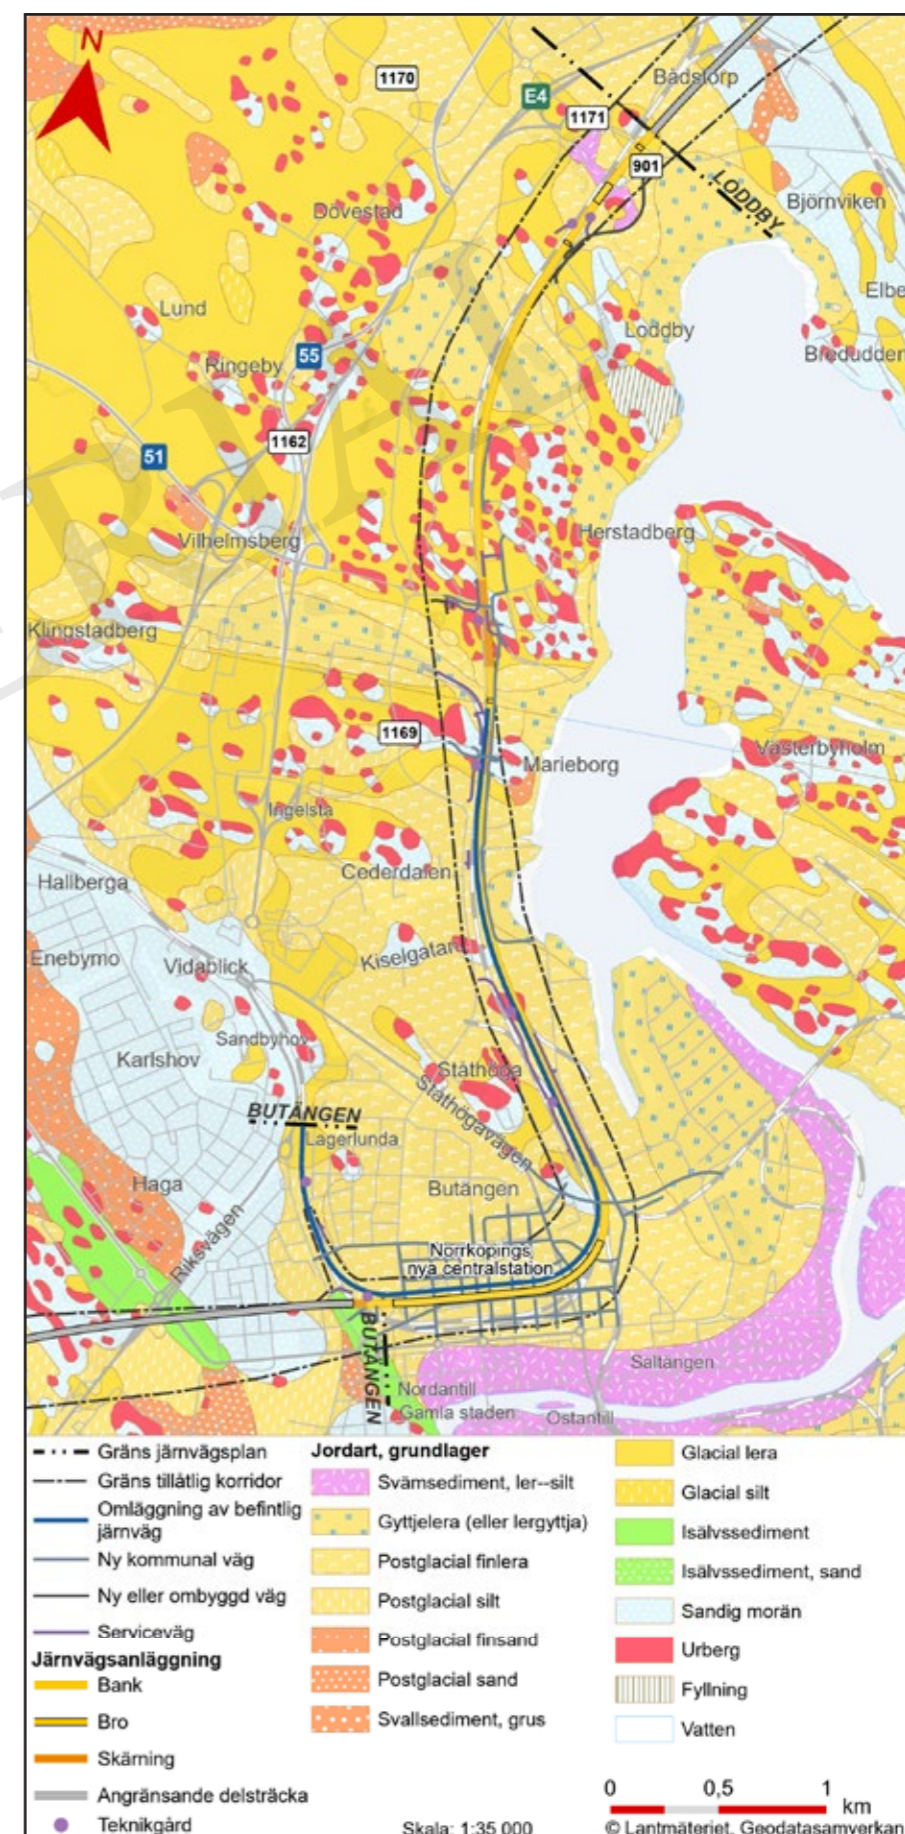 N
1170
Bådstorp
E4
1171
901
LODDBY
Björnviken
Dövestad
Elbe
Lund
Loddby
Bredudden
55
Ringeby
1162
51
Herstadberg
Vilhelmsberg
Klingstadberg
1169
Marieborg
Västerbyholm
Ingelsta
Cederdalen
Hallberga
Kiselgatan
Enebymo
Vidablick
Sandbyhov
Karlshov
Ståthöga
BUTÄNGEN
Ståthögavägen
Lagerlunda
Haga
Butängen
Riksvägen
Norrköpings
nya centralstation
BUTÄNGEN
Saltängen
Nordantill
Gamla staden
Östantill
Gräns järnvägsplan
Gräns tillåtlig korridor
Omläggning av befintlig
järnväg
Ny kommunal väg
Ny eller ombyggd väg
Serviceväg
Järnvägsanläggning
Bank
Bro
Skärning
Angränsande delsträcka
Teknikgård
Jordart, grundlager
Svämsediment, ler--silt
Gyttjelera (eller lergyttja)
Postglacial finlera
Postglacial silt
Postglacial finsand
Postglacial sand
Svallsediment, grus
Glacial lera
Glacial silt
Isälvssediment
Isälvssediment, sand
Sandig morän
Urberg
Fyllning
Vatten
0 0,5 1
km
Skala: 1:35 000
© Lantmäteriet, Geodatasamverkan